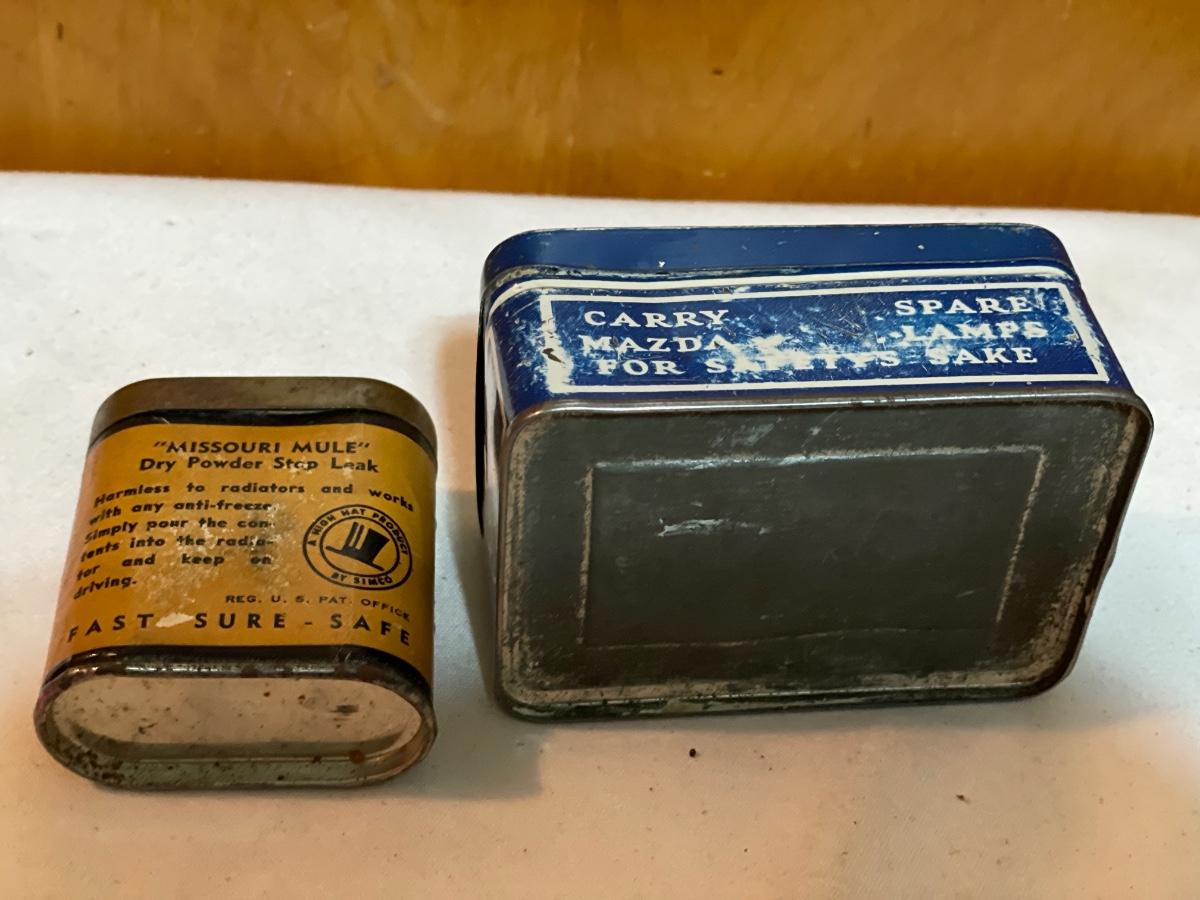 "MISSOURI MULE"
Dry Powder Stop Leak
Harmless to radiators and works
with any anti-freeze.
Simply pour the con-
tents into the radia-
tor and keep on
driving.
A HIGH HAT PRODUCT
BY SIMCO
REG. U. S. PAT. OFFICE
FAST - SURE - SAFE
CARRY SPARE
MAZDA LAMPS
FOR SAFETY'S SAKE